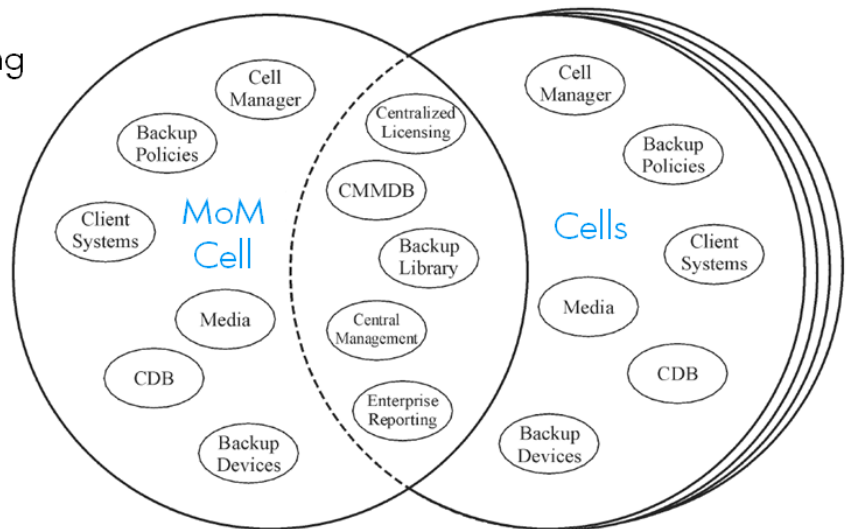 Cell
Manager
Backup
Policies
Client
Systems
MoM
Cell
Media
CDB
Backup
Devices
Centralized
Licensing
CMMDB
Backup
Library
Central
Management
Enterprise
Reporting
Cell
Manager
Backup
Policies
Cells
Client
Systems
Media
CDB
Backup
Devices